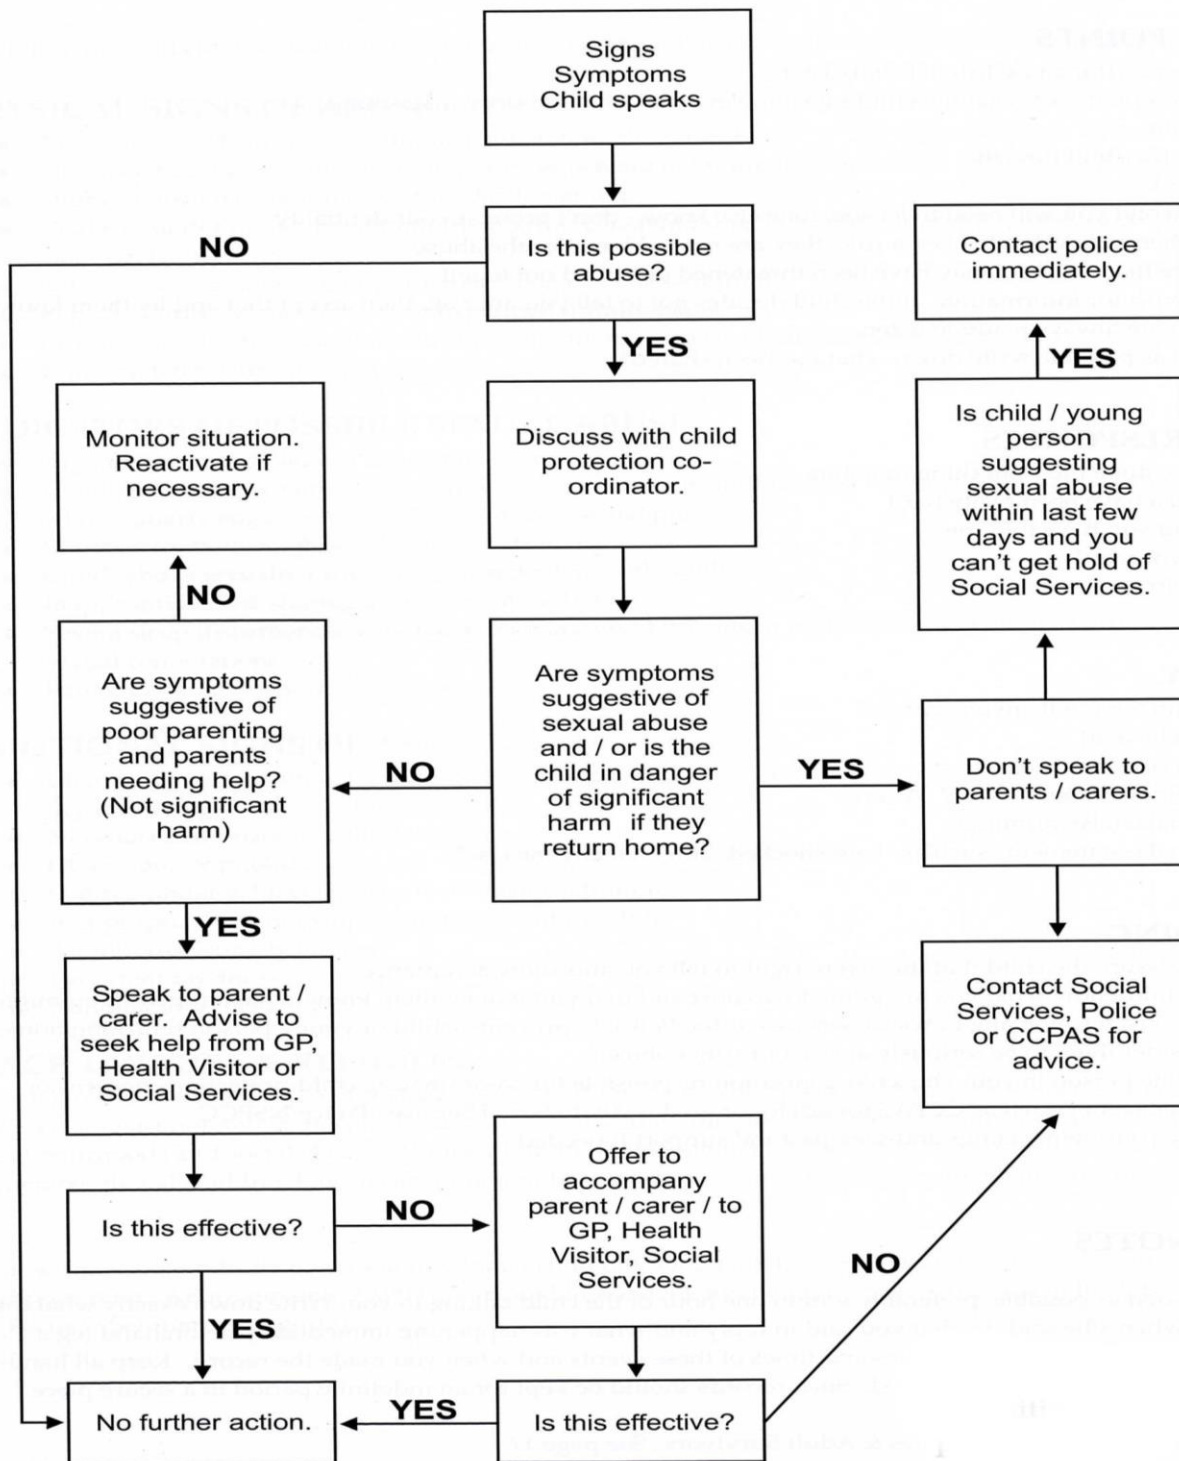 Signs
Symptoms
Child speaks
NO
Is this possible
abuse?
YES
Contact police
immediately.
YES
Monitor situation.
Reactivate if
necessary.
Discuss with child
protection co-
ordinator.
Is child / young
person
suggesting
sexual abuse
within last few
days and you
can't get hold of
Social Services.
NO
Are symptoms
suggestive of
poor parenting
and parents
needing help?
(Not significant
harm)
NO
Are symptoms
suggestive of
sexual abuse
and / or is the
child in danger
of significant
harm if they
return home?
YES
Don't speak to
parents / carers.
YES
Speak to parent /
carer. Advise to
seek help from GP,
Health Visitor or
Social Services.
Contact Social
Services, Police
or CCPAS for
advice.
Is this effective?
NO
Offer to
accompany
parent / carer / to
GP, Health
Visitor, Social
Services.
NO
YES
No further action.
YES
Is this effective?